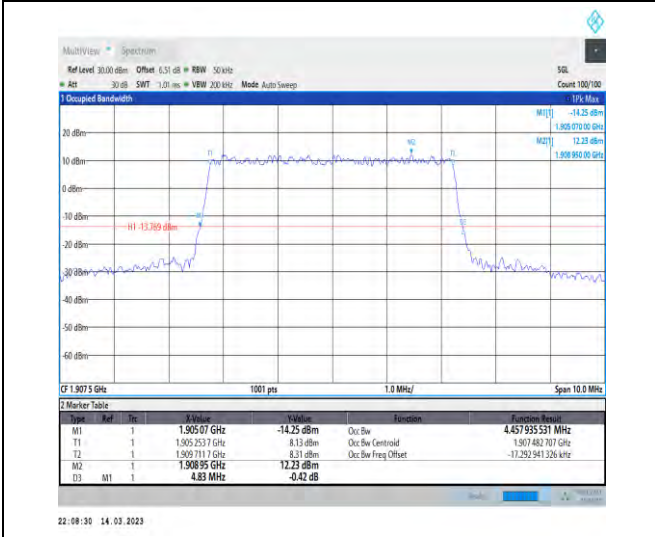 MultiView Spectrum
Ref Level 30.00 dBm Offset 6.51 dB RBW 50 kHz SGL
Att 30 dB SWT 1.01 ms VBW 200 kHz Mode Auto Sweep Count 100/100
1 Occupied Bandwidth 1Pk Max
M1[1] -14.25 dBm
1.905 070 00 GHz
20 dBm M2[1] 12.23 dBm
1.908 950 00 GHz
M2
10 dBm T1 T2
0 dBm
-10 dBm
H1 -13.769 dBm
-20 dBm
-30 dBm
-40 dBm
-50 dBm
-60 dBm
CF 1.907 5 GHz 1001 pts 1.0 MHz/ Span 10.0 MHz
2 Marker Table
Type Ref Trc X-Value Y-Value Function Function Result
M1 1 1.905 07 GHz -14.25 dBm Occ Bw 4.457 935 531 MHz
T1 1 1.905 253 7 GHz 8.13 dBm Occ Bw Centroid 1.907 482 707 GHz
T2 1 1.909 711 7 GHz 8.31 dBm Occ Bw Freq Offset -17.292 941 326 kHz
M2 1 1.908 95 GHz 12.23 dBm
D3 M1 1 4.83 MHz -0.42 dB
22:08:30 14.03.2023